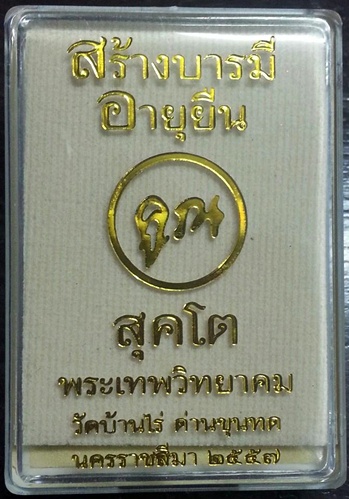 สร้างบารมี
อายุยืน
คูณ
สุคโต
พระเทพวิทยาคม
วัดบ้านไร่ ด่านขุนทด
นครราชสีมา ๒๕๕๗